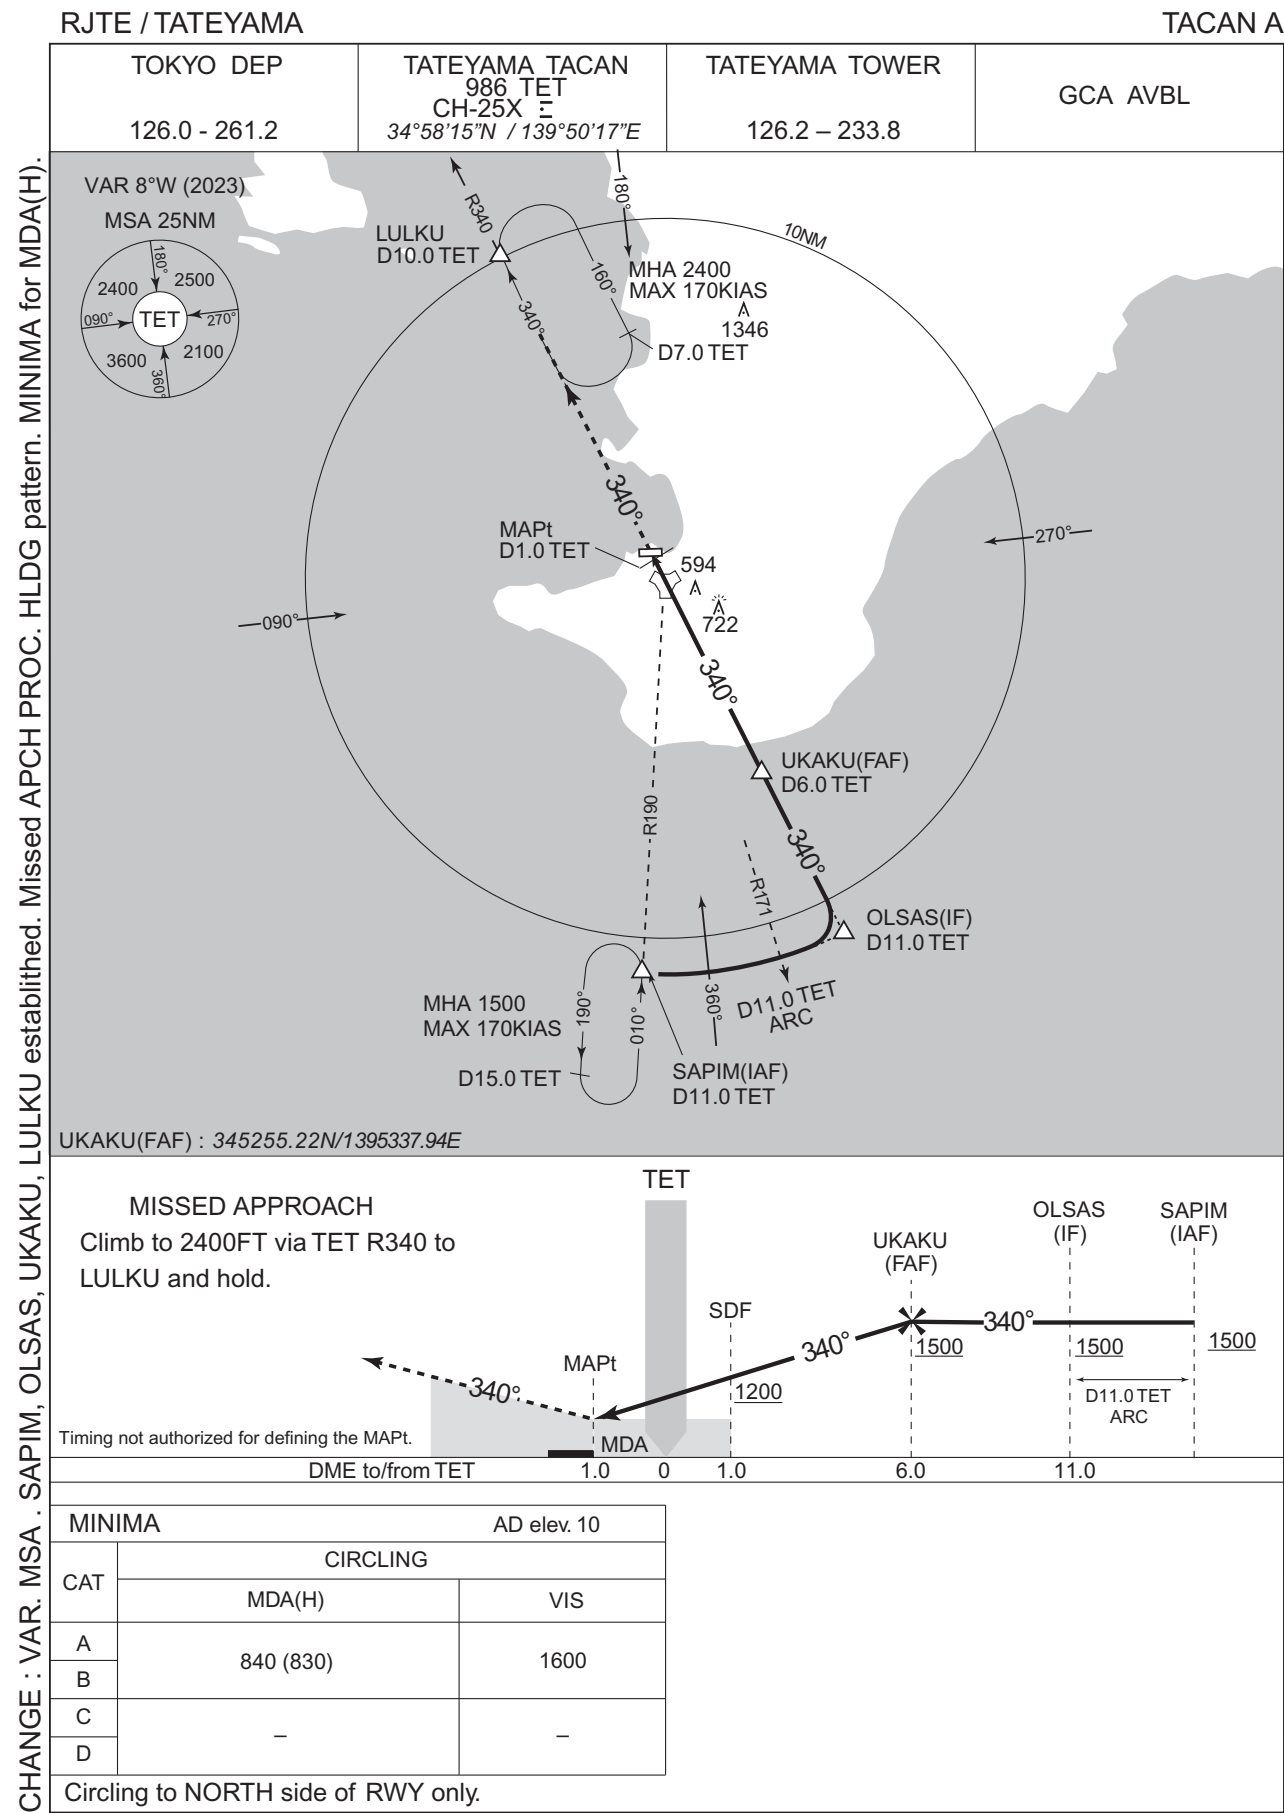 RJTE / TATEYAMA
TACAN A
TOKYO DEP
126.0 - 261.2
TATEYAMA TACAN
986 TET
CH-25X
34°58'15”N / 139°50'17”E
TATEYAMA TOWER
126.2 – 233.8
GCA AVBL
CHANGE : VAR. MSA . SAPIM, OLSAS, UKAKU, LULKU establithed. Missed APCH PROC. HLDG pattern. MINIMA for MDA(H).
VAR 8°W (2023)
MSA 25NM
180°
2400
2500
090°
TET
270°
3600
2100
360°
R340
180°
LULKU
D10.0 TET
10NM
160°
MHA 2400
MAX 170KIAS
1346
340°
D7.0 TET
340°
MAPt
D1.0 TET
594
722
270°
090°
340°
UKAKU(FAF)
D6.0 TET
R190
340°
R171
OLSAS(IF)
D11.0 TET
MHA 1500
MAX 170KIAS
190°
010°
360°
D11.0 TET
ARC
D15.0 TET
SAPIM(IAF)
D11.0 TET
UKAKU(FAF) : 345255.22N/1395337.94E
MISSED APPROACH
Climb to 2400FT via TET R340 to
LULKU and hold.
TET
OLSAS
(IF)
SAPIM
(IAF)
UKAKU
(FAF)
SDF
MAPt
340°
340°
340°
1500
1500
1500
1200
D11.0 TET
ARC
Timing not authorized for defining the MAPt.
MDA
DME to/from TET
1.0
0
1.0
6.0
11.0
MINIMA
AD elev. 10
CAT
CIRCLING
MDA(H)
VIS
A
B
840 (830)
1600
C
D
–
–
Circling to NORTH side of RWY only.